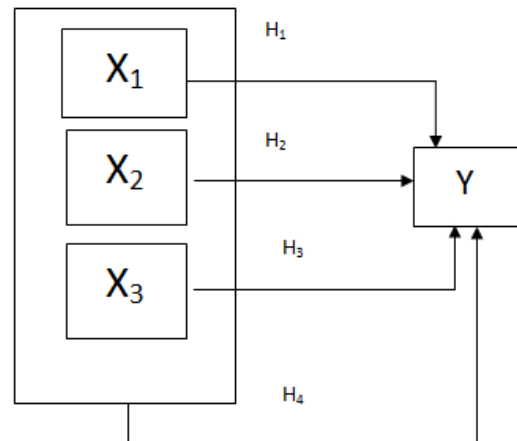 H₁
X₁
H₂
X₂
Y
H₃
X₃
H₄